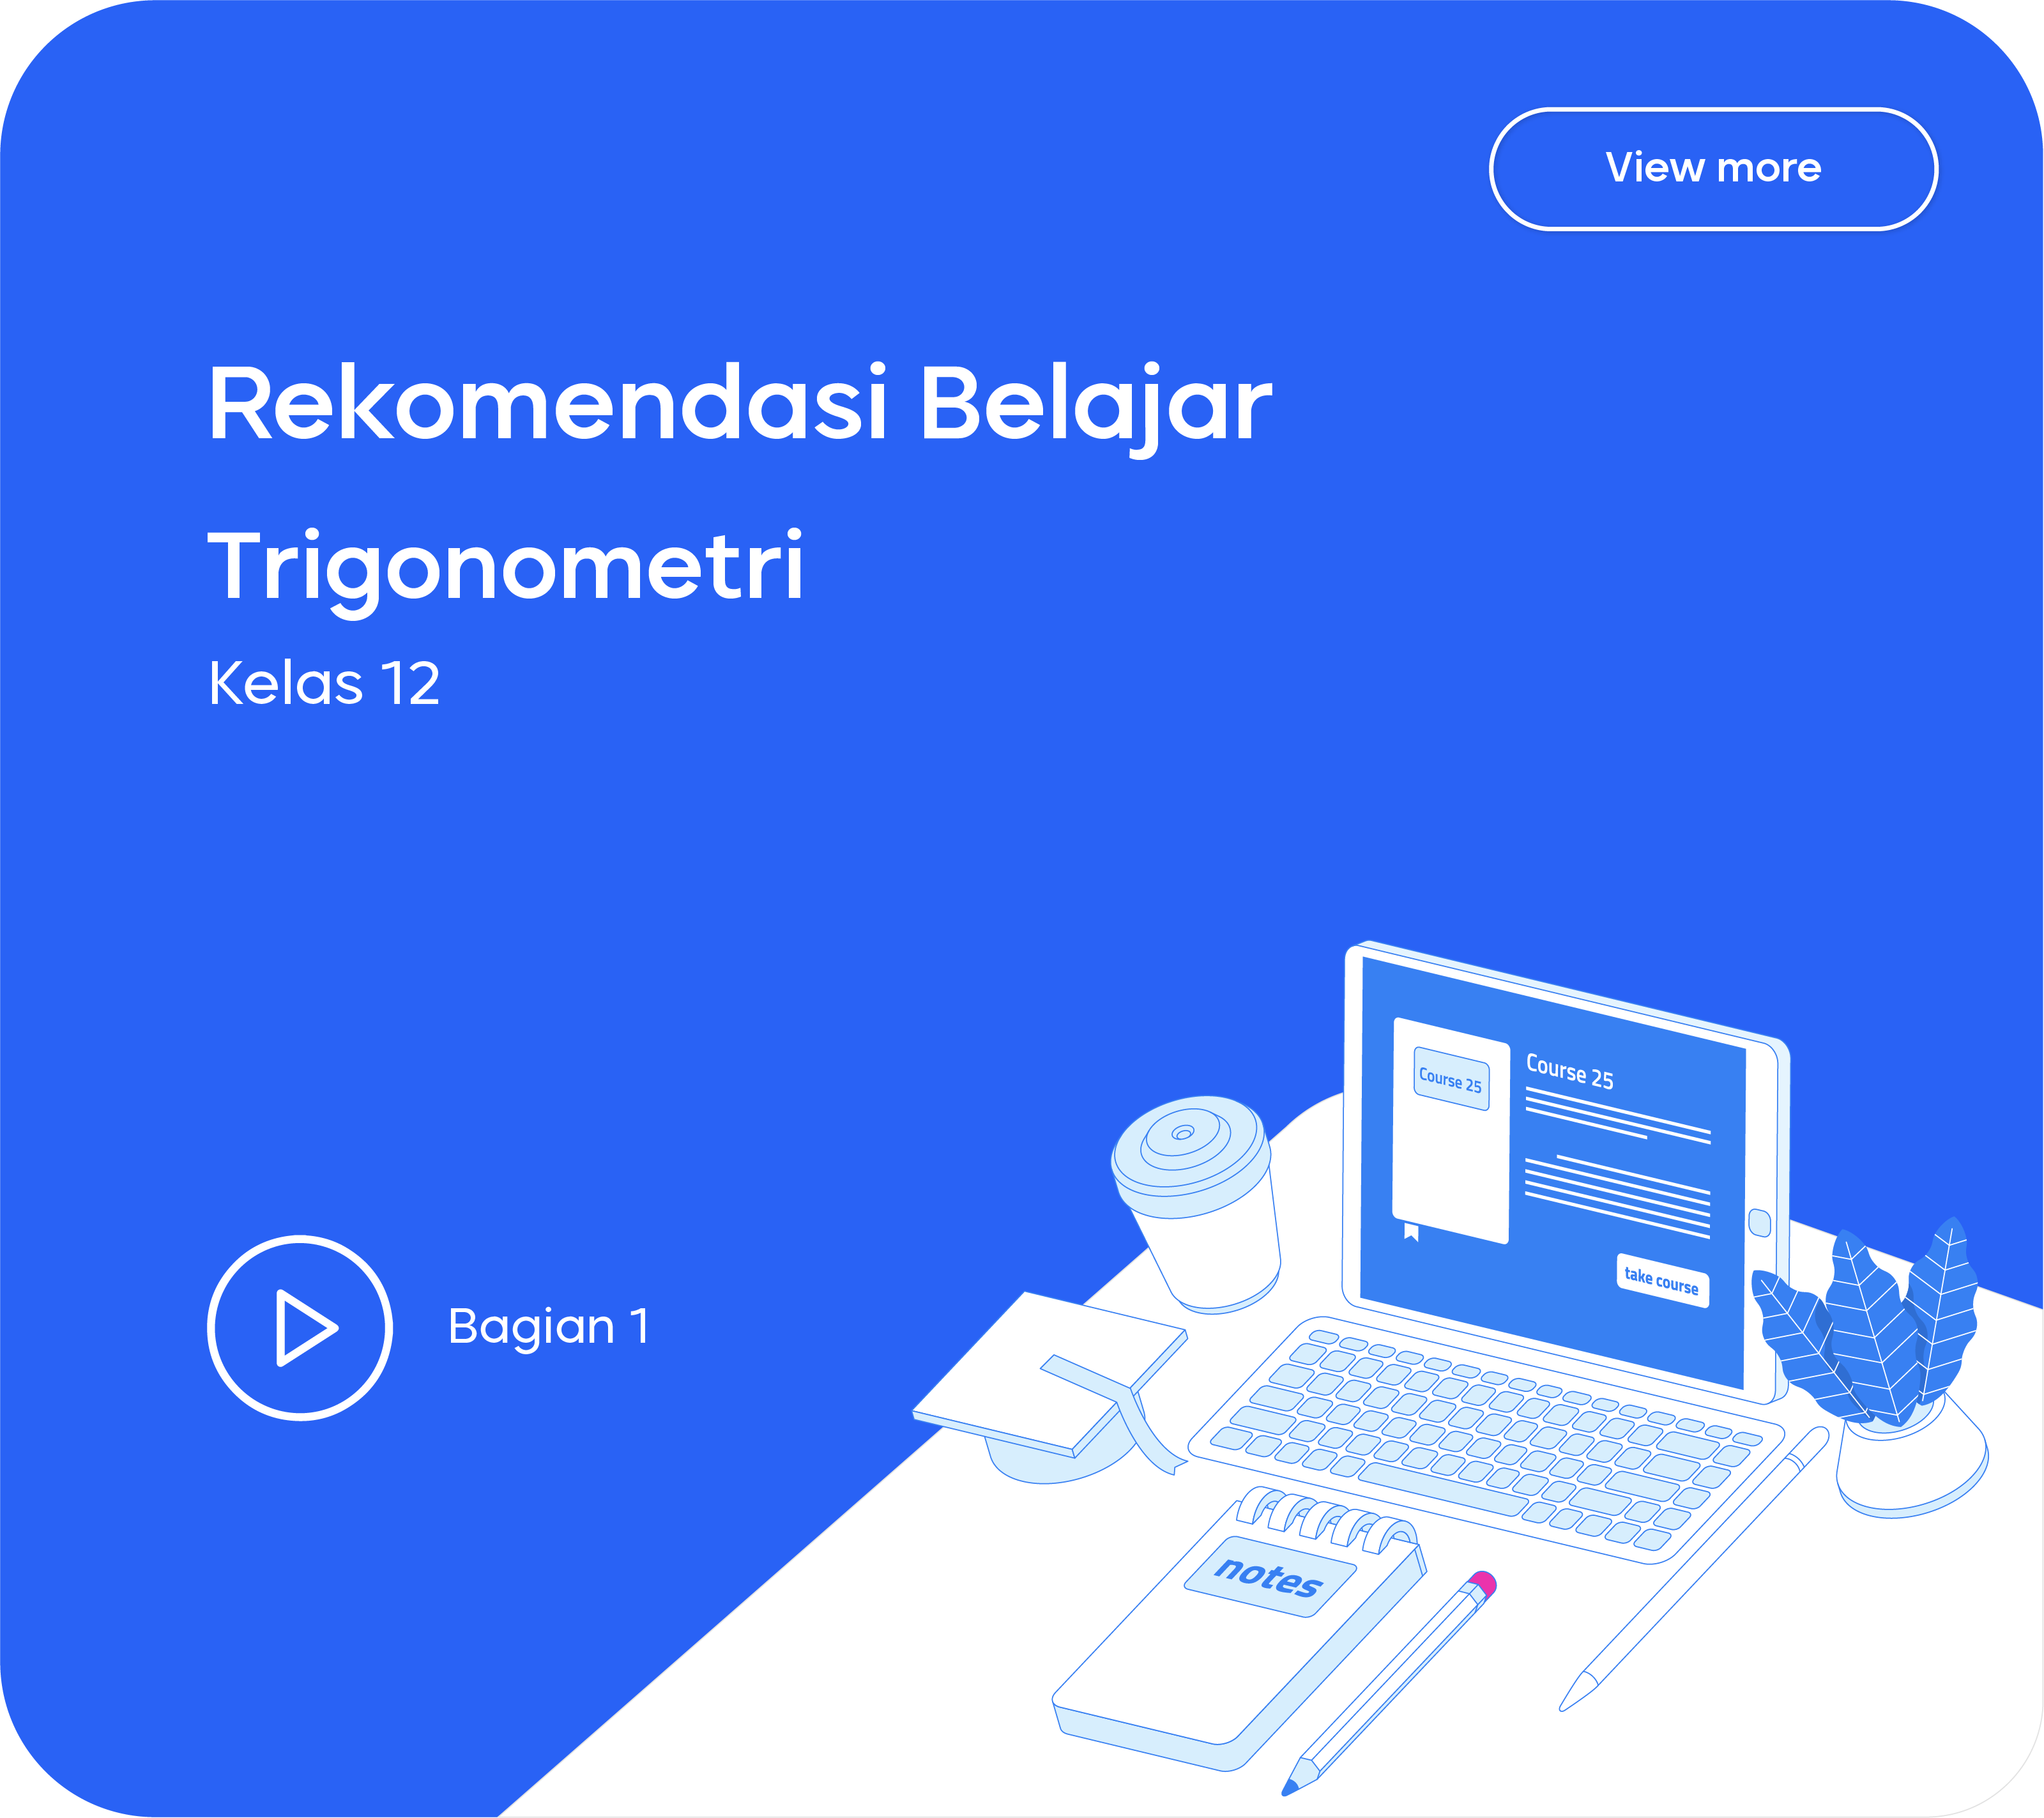 View more
Rekomendasi Belajar
Trigonometri
Kelas 12
Course 25
Course 25
take course
Bagian 1
notes